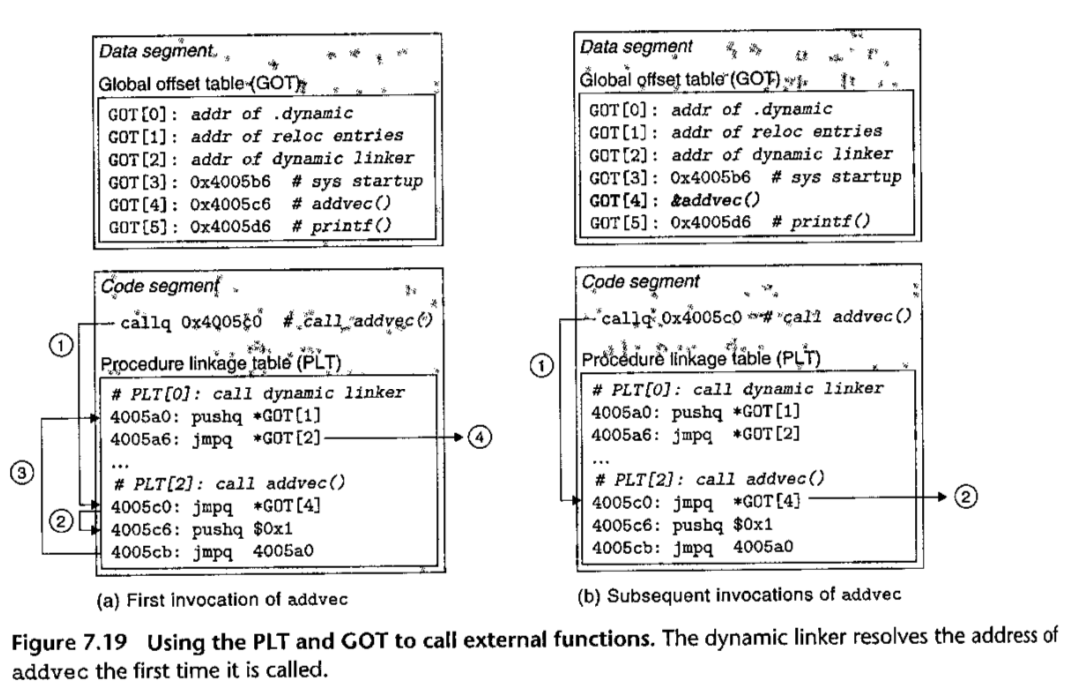 Data segment
Global offset table (GOT)
GOT[0]: addr of .dynamic
GOT[1]: addr of reloc entries
GOT[2]: addr of dynamic linker
GOT[3]: 0x4005b6 # sys startup
GOT[4]: 0x4005c6 # addvec()
GOT[5]: 0x4005d6 # printf()
Code segment
callq 0x4005c0 # call addvec()
①
Procedure linkage table (PLT)
# PLT[0]: call dynamic linker
4005a0: pushq *GOT[1]
4005a6: jmpq *GOT[2]
④
③
...
# PLT[2]: call addvec()
4005c0: jmpq *GOT[4]
②
4005c6: pushq $0x1
4005cb: jmpq 4005a0
(a) First invocation of addvec
Data segment
Global offset table (GOT)
GOT[0]: addr of .dynamic
GOT[1]: addr of reloc entries
GOT[2]: addr of dynamic linker
GOT[3]: 0x4005b6 # sys startup
GOT[4]: &addvec()
GOT[5]: 0x4005d6 # printf()
Code segment
callq 0x4005c0 # call addvec()
①
Procedure linkage table (PLT)
# PLT[0]: call dynamic linker
4005a0: pushq *GOT[1]
4005a6: jmpq *GOT[2]
...
# PLT[2]: call addvec()
4005c0: jmpq *GOT[4]
②
4005c6: pushq $0x1
4005cb: jmpq 4005a0
(b) Subsequent invocations of addvec
Figure 7.19 Using the PLT and GOT to call external functions. The dynamic linker resolves the address of
addvec the first time it is called.